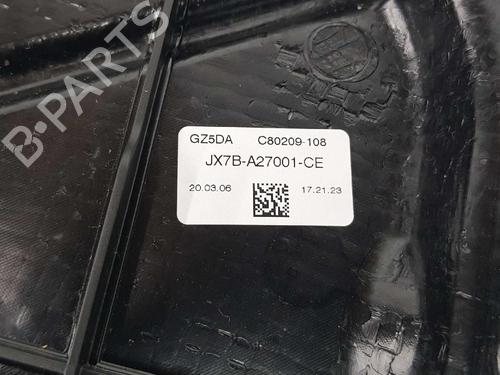 GZ5DA C80209-108
JX7B-A27001-CE
20.03.06 17.21.23
B-PARTS